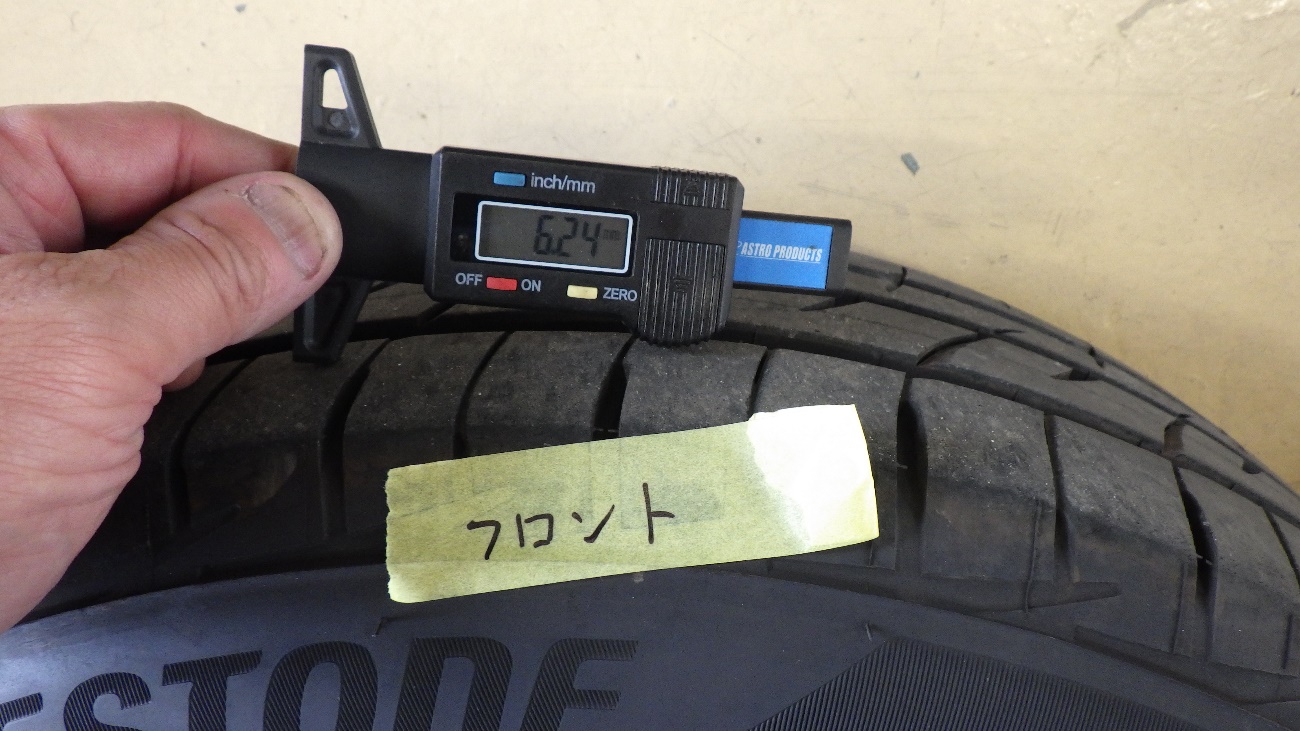 inch/mm
6.24 mm
OFF ON ZERO
ASTRO PRODUCTS
フロント
ESTONE